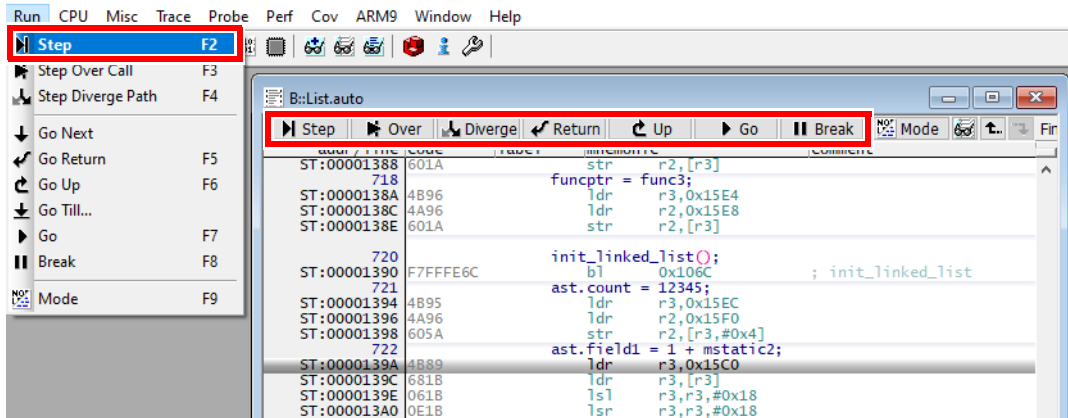 Run CPU Misc Trace Probe Perf Cov ARM9 Window Help
Step F2
Step Over Call F3
Step Diverge Path F4
Go Next
Go Return F5
Go Up F6
Go Till...
Go F7
Break F8
Mode F9
B::List.auto
Step Over Diverge Return Up Go Break Mode
addr/line code label mnemonic comment
ST:00001388 601A str r2,[r3]
718 funcptr = func3;
ST:0000138A 4B96 ldr r3,0x15E4
ST:0000138C 4A96 ldr r2,0x15E8
ST:0000138E 601A str r2,[r3]
720 init_linked_list();
ST:00001390 F7FFFE6C bl 0x106C ; init_linked_list
721 ast.count = 12345;
ST:00001394 4B95 ldr r3,0x15EC
ST:00001396 4A96 ldr r2,0x15F0
ST:00001398 605A str r2,[r3,#0x4]
722 ast.field1 = 1 + mstatic2;
ST:0000139A 4B89 ldr r3,0x15C0
ST:0000139C 681B ldr r3,[r3]
ST:0000139E 061B lsl r3,r3,#0x18
ST:000013A0 0E1B lsr r3,r3,#0x18